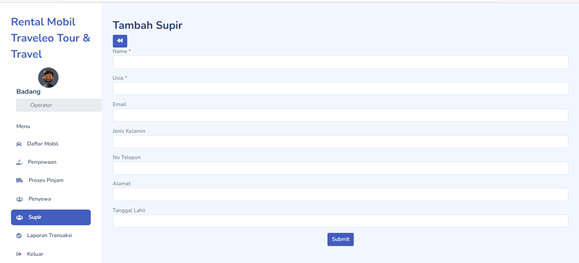 Rental Mobil
Traveleo Tour &
Travel
Badang
Operator
Menu
Deftar Mobil
Penyewaan
Proses Pinjam
Penyewa
Supir
Laporan Transaksi
Keluar
Tambah Supir
Name *
Usia *
Email
Jenis Kelamin
No Telepon
Alamat
Tanggal Lahir
Submit